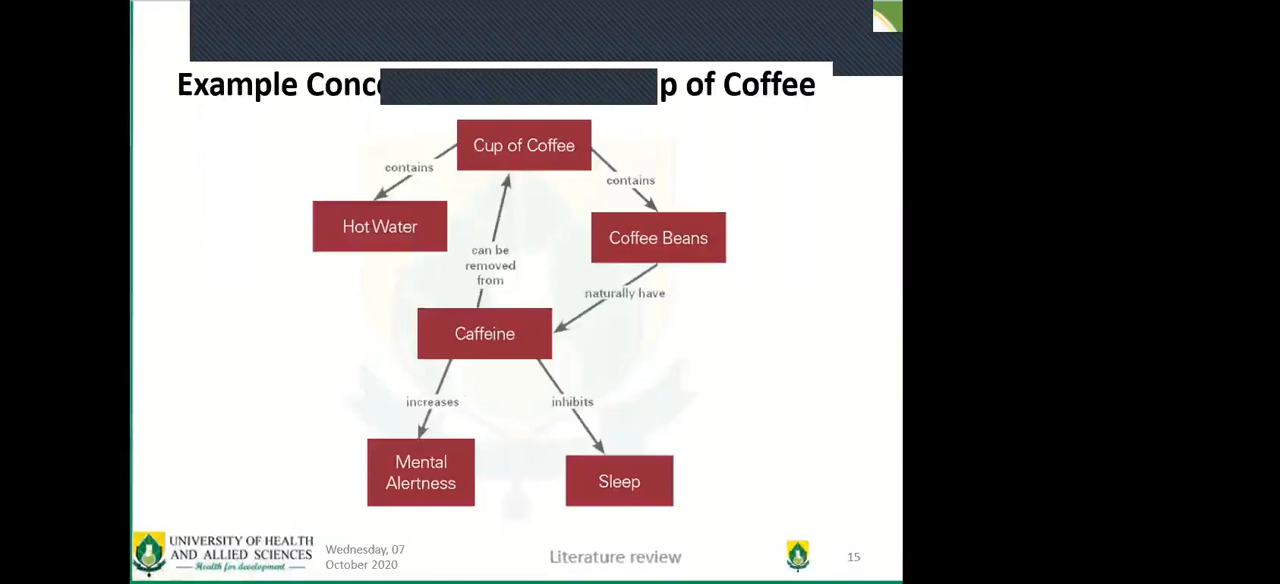 Example Conc p of Coffee
Cup of Coffee
contains
contains
Hot Water
Coffee Beans
can be
removed
from
naturally have
Caffeine
increases
inhibits
Mental
Alertness
Sleep
UNIVERSITY OF HEALTH
AND ALLIED SCIENCES
Health for development
Wednesday, 07
October 2020
Literature review
15